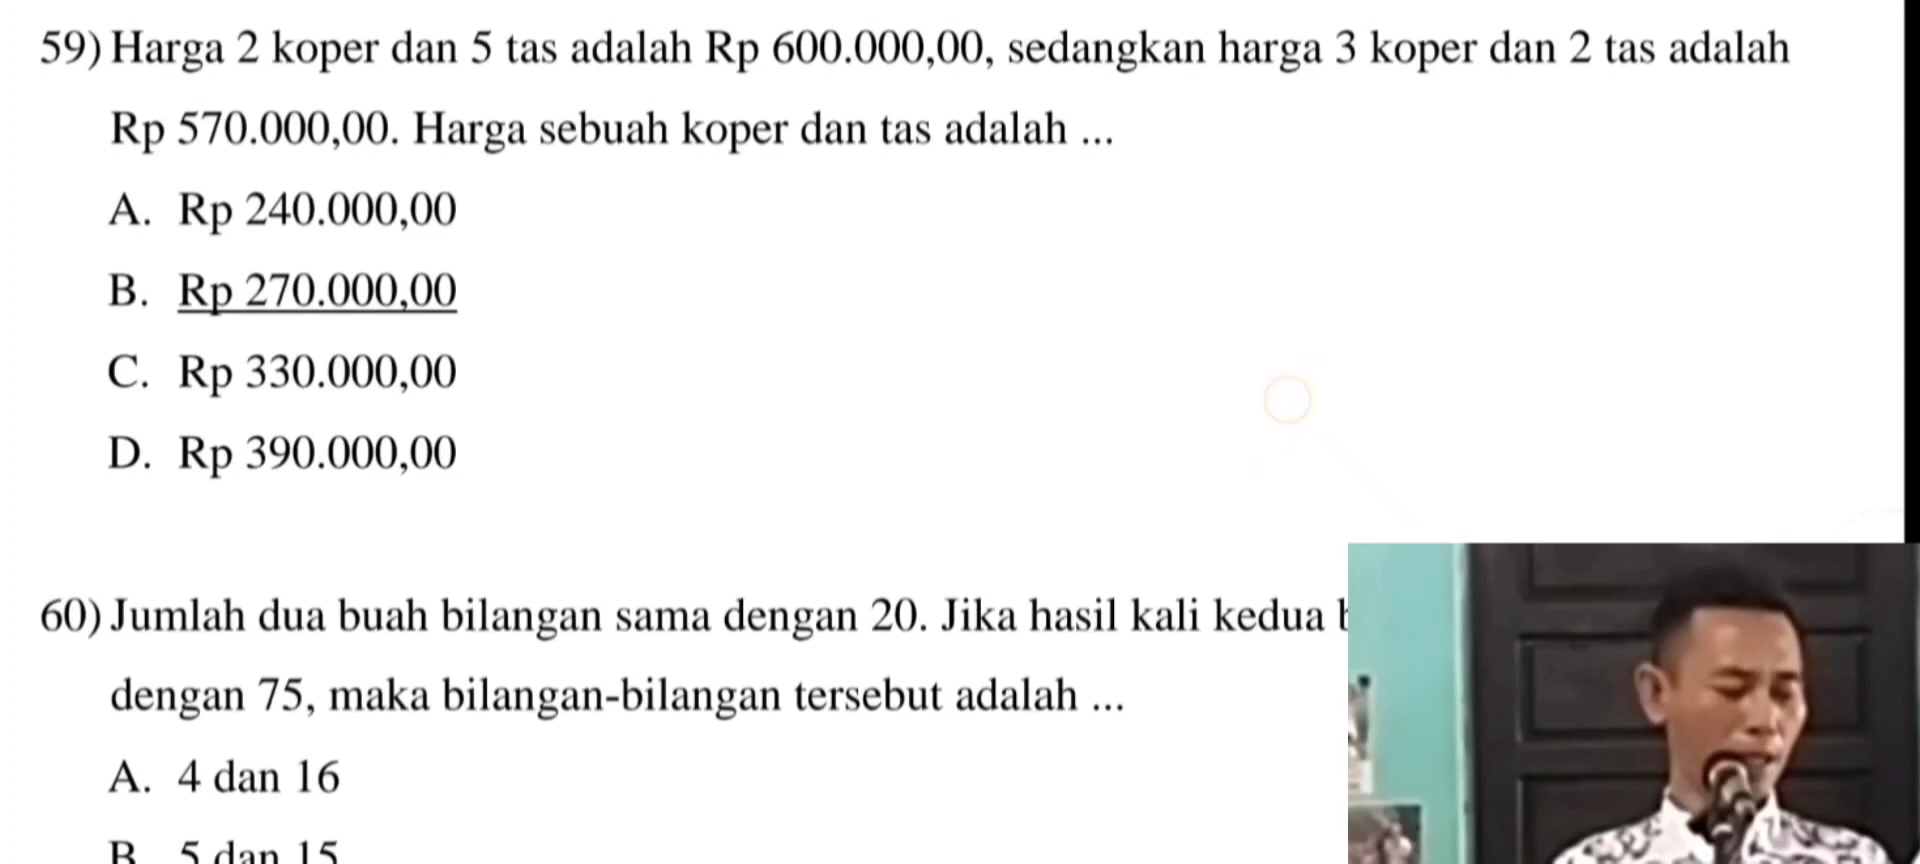 59) Harga 2 koper dan 5 tas adalah Rp 600.000,00, sedangkan harga 3 koper dan 2 tas adalah
Rp 570.000,00. Harga sebuah koper dan tas adalah ...
A. Rp 240.000,00
B. Rp 270.000,00
C. Rp 330.000,00
D. Rp 390.000,00
60) Jumlah dua buah bilangan sama dengan 20. Jika hasil kali kedua
dengan 75, maka bilangan-bilangan tersebut adalah ...
A. 4 dan 16
B 5 dan 15